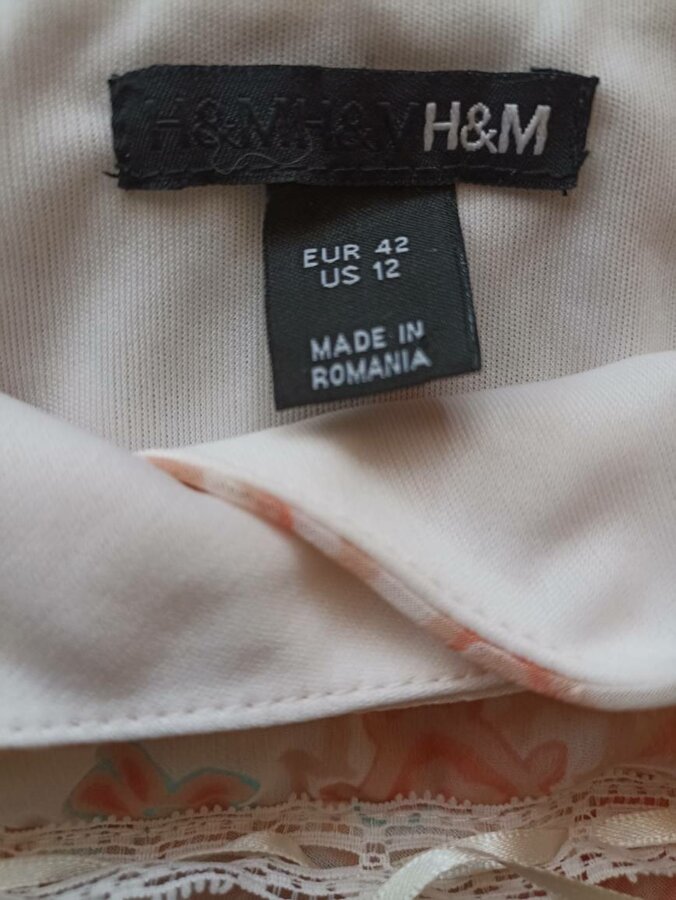 H&M H&M H&M
EUR 42
US 12
MADE IN
ROMANIA